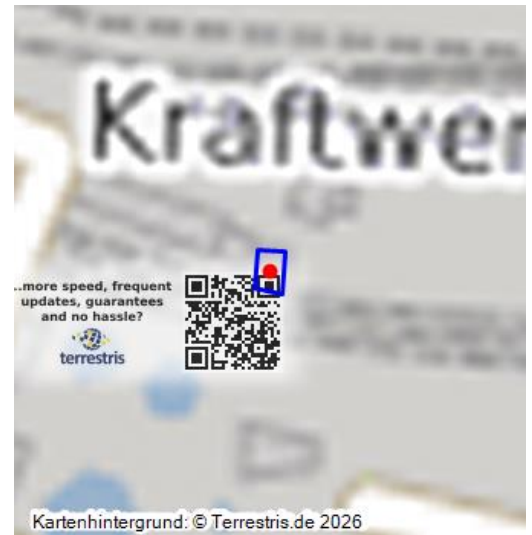 Kraftwer
..more speed, frequent
updates, guarantees
and no hassle?
terrestris
Kartenhintergrund: © Terrestris.de 2026